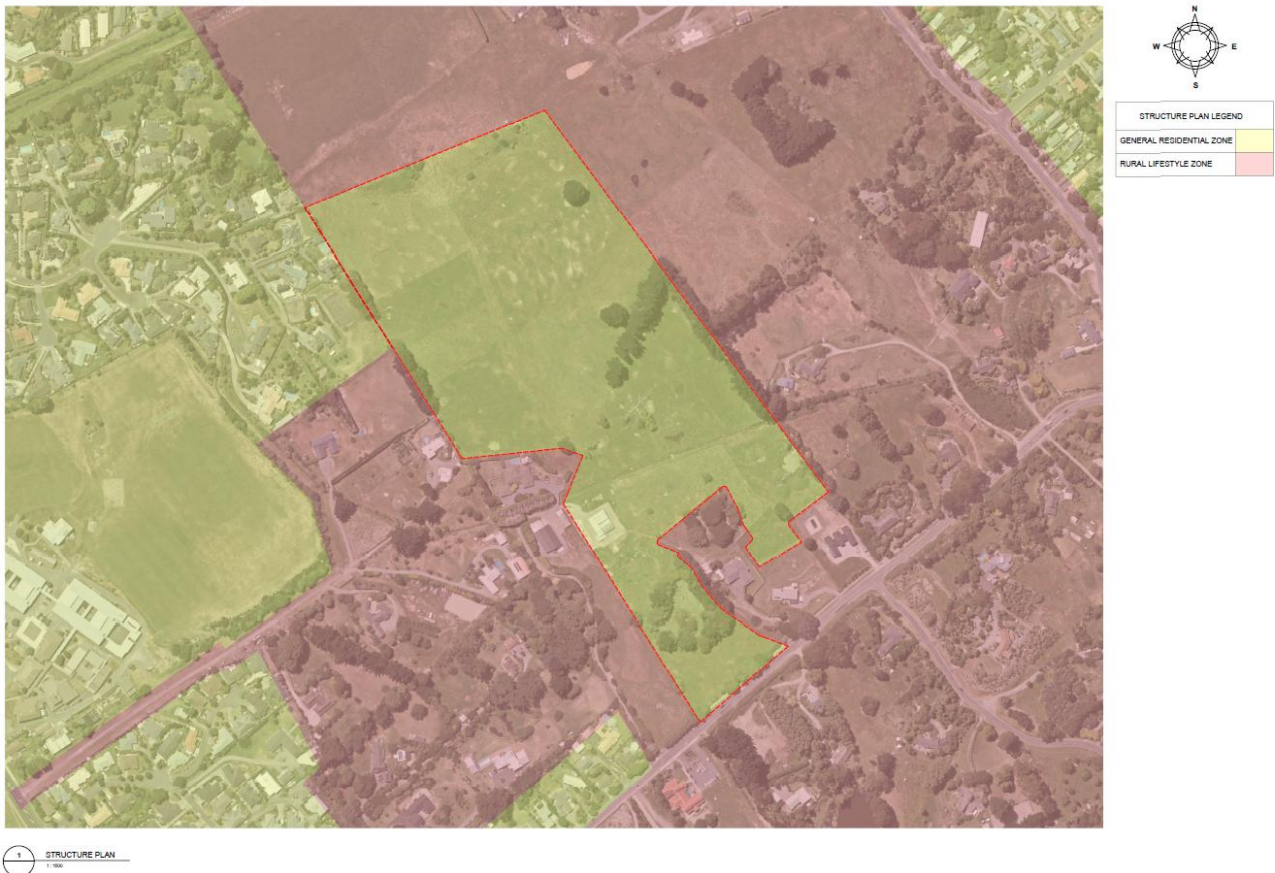 N
W E
S
STRUCTURE PLAN LEGEND
GENERAL RESIDENTIAL ZONE
RURAL LIFESTYLE ZONE
1 STRUCTURE PLAN